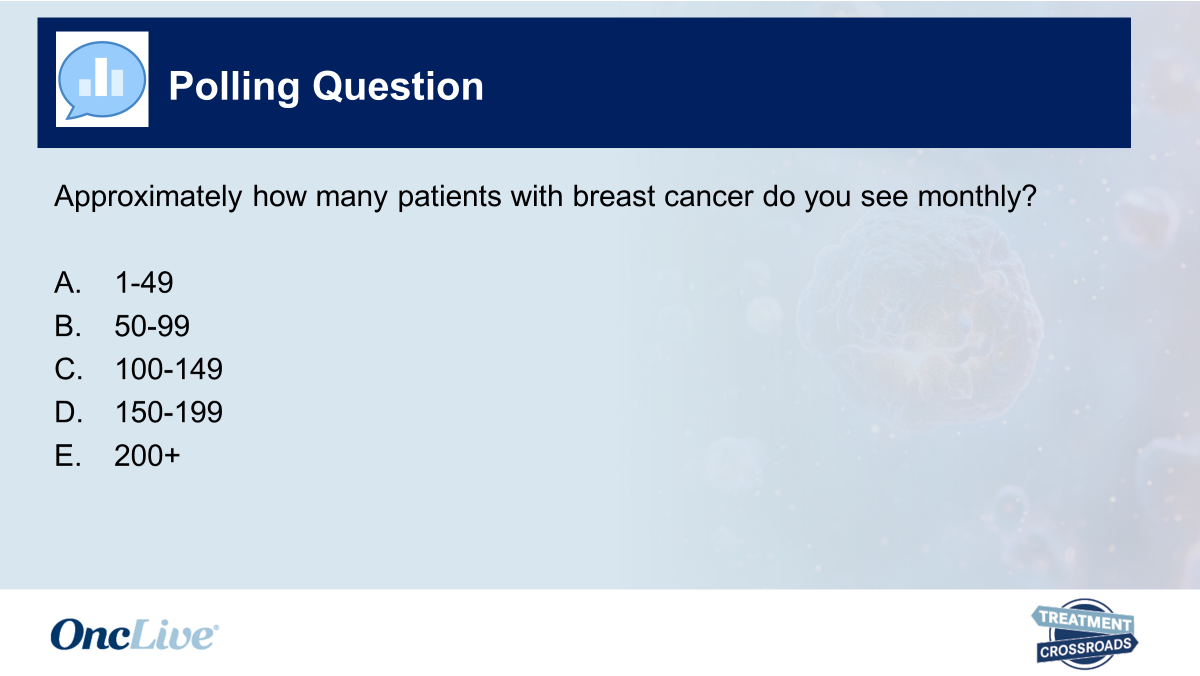 Polling Question
Approximately how many patients with breast cancer do you see monthly?
A. 1-49
B. 50-99
C. 100-149
D. 150-199
E. 200+
OncLive®
TREATMENT
CROSSROADS